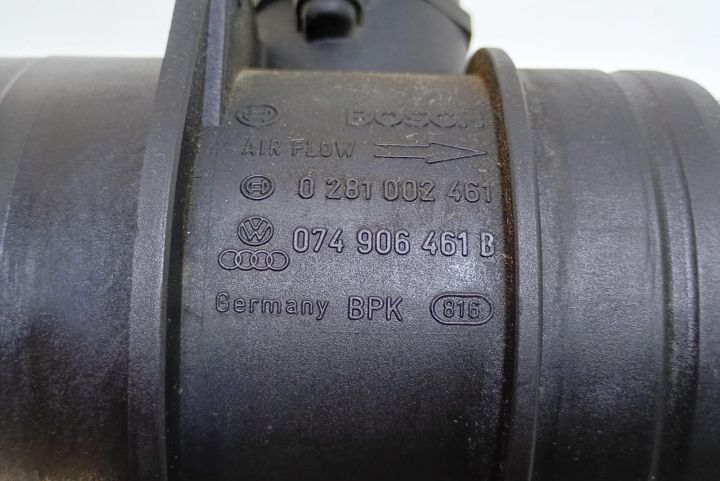 BOSCH
AIR FLOW
0 281 002 461
074 906 461 B
Germany BPK 816